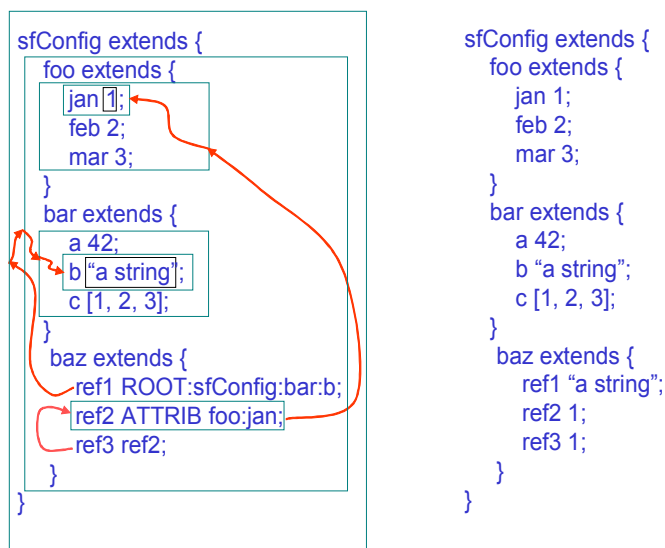 sfConfig extends {
foo extends {
jan 1;
feb 2;
mar 3;
}
bar extends {
a 42;
b “a string”;
c [1, 2, 3];
}
baz extends {
ref1 ROOT:sfConfig:bar:b;
ref2 ATTRIB foo:jan;
ref3 ref2;
}
}
sfConfig extends {
foo extends {
jan 1;
feb 2;
mar 3;
}
bar extends {
a 42;
b “a string”;
c [1, 2, 3];
}
baz extends {
ref1 “a string”;
ref2 1;
ref3 1;
}
}